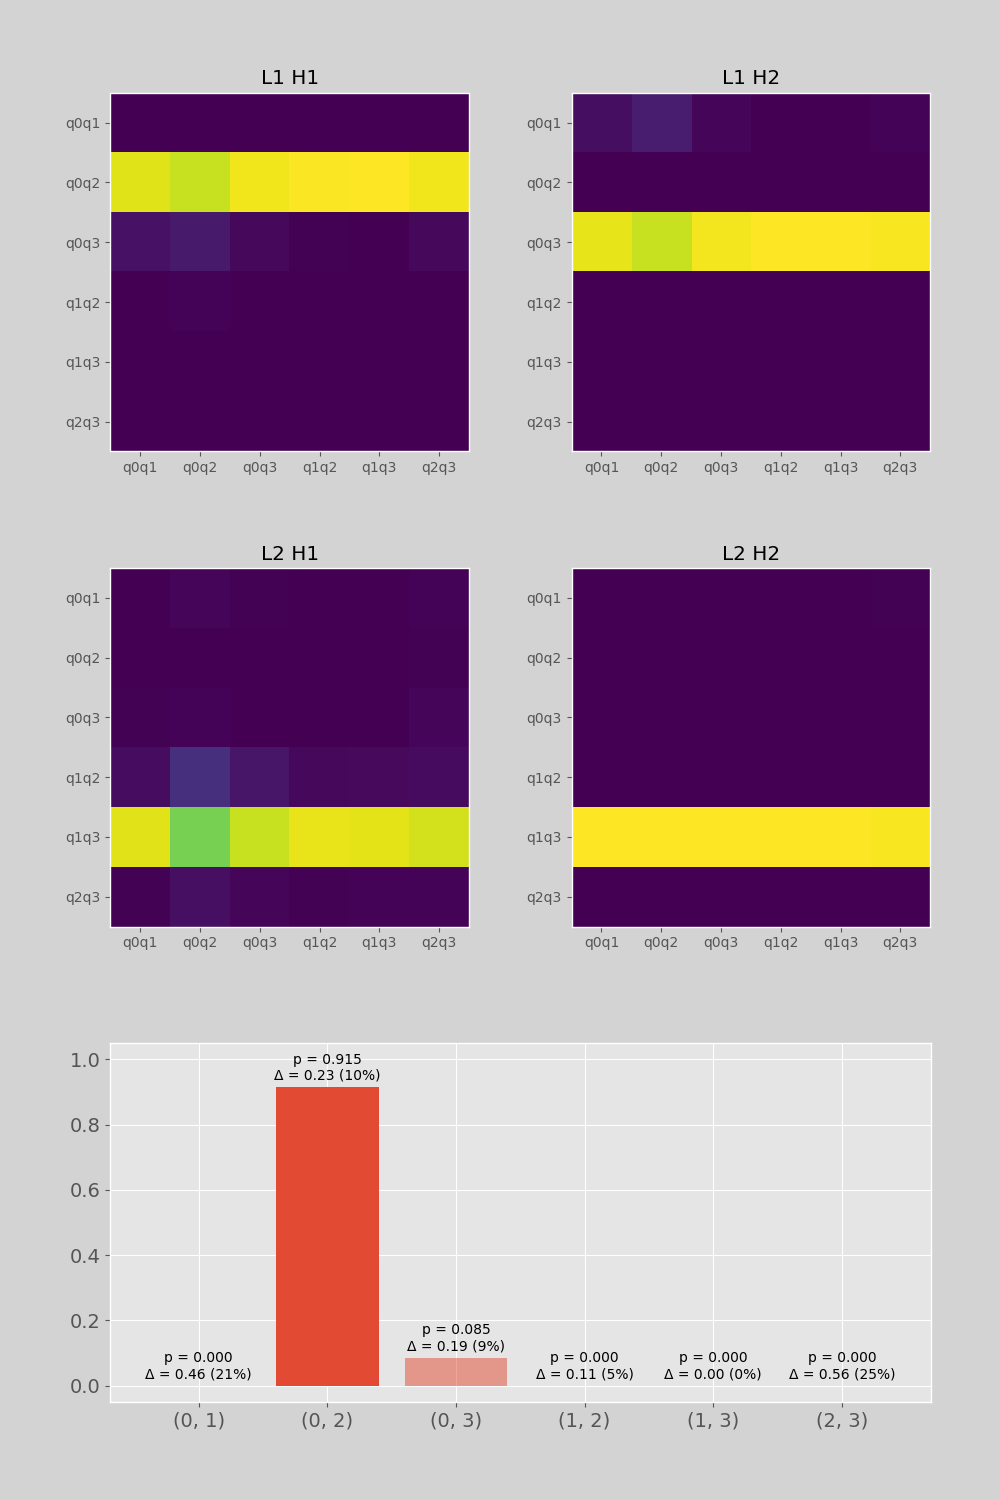 L1 H1
L1 H2
q0q1
q0q2
q0q3
q1q2
q1q3
q2q3
q0q1 q0q2 q0q3 q1q2 q1q3 q2q3
q0q1
q0q2
q0q3
q1q2
q1q3
q2q3
q0q1 q0q2 q0q3 q1q2 q1q3 q2q3
L2 H1
L2 H2
q0q1
q0q2
q0q3
q1q2
q1q3
q2q3
q0q1 q0q2 q0q3 q1q2 q1q3 q2q3
q0q1
q0q2
q0q3
q1q2
q1q3
q2q3
q0q1 q0q2 q0q3 q1q2 q1q3 q2q3
1.0
0.8
0.6
0.4
0.2
0.0
p = 0.000
Δ = 0.46 (21%)
p = 0.915
Δ = 0.23 (10%)
p = 0.085
Δ = 0.19 (9%)
p = 0.000
Δ = 0.11 (5%)
p = 0.000
Δ = 0.00 (0%)
p = 0.000
Δ = 0.56 (25%)
(0, 1) (0, 2) (0, 3) (1, 2) (1, 3) (2, 3)